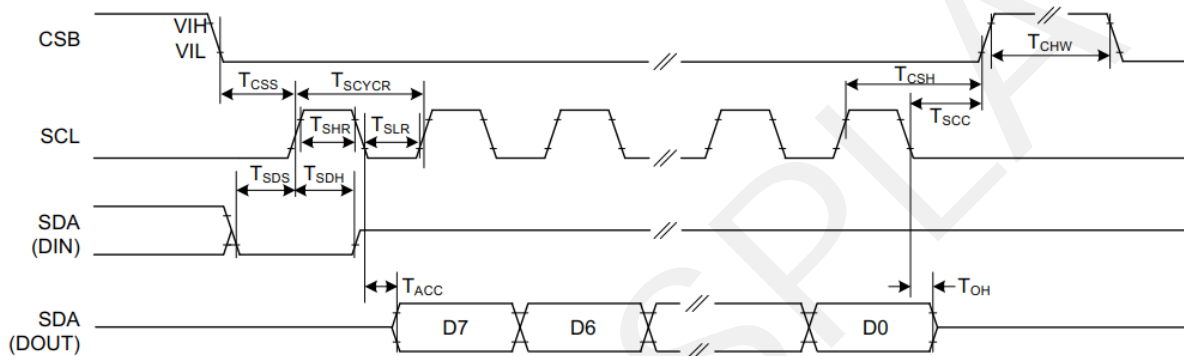 CSB
VIH
VIL
TCHW
TCSS
TSCYCR
TCSH
TSCC
SCL
TSHR
TSLR
TSDS
TSDH
SDA
(DIN)
TACC
TOH
SDA
(DOUT)
D7
D6
D0
SPLA